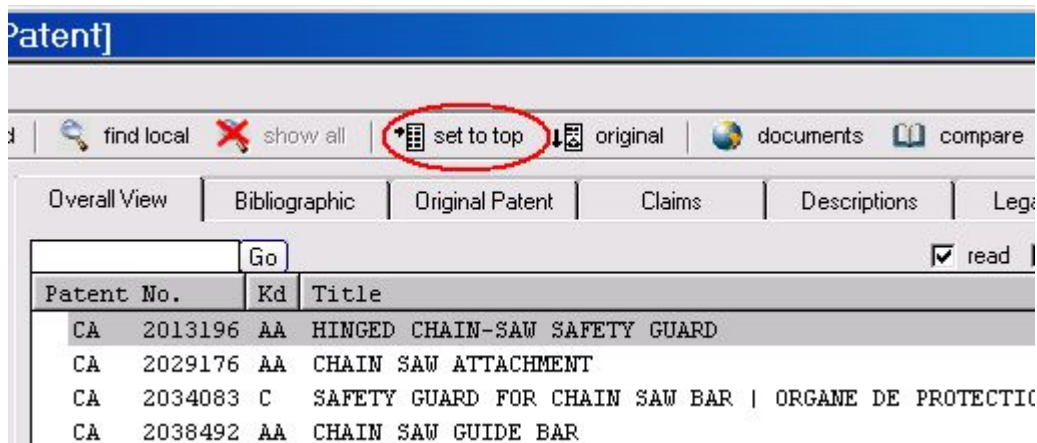 Patent]
find local show all set to top original documents compare
Overall View Bibliographic Original Patent Claims Descriptions
Go read
Patent No. Kd Title
CA 2013196 AA HINGED CHAIN-SAW SAFETY GUARD
CA 2029176 AA CHAIN SAW ATTACHMENT
CA 2034083 C SAFETY GUARD FOR CHAIN SAW BAR | ORGANE DE
CA 2038492 AA CHAIN SAW GUIDE BAR